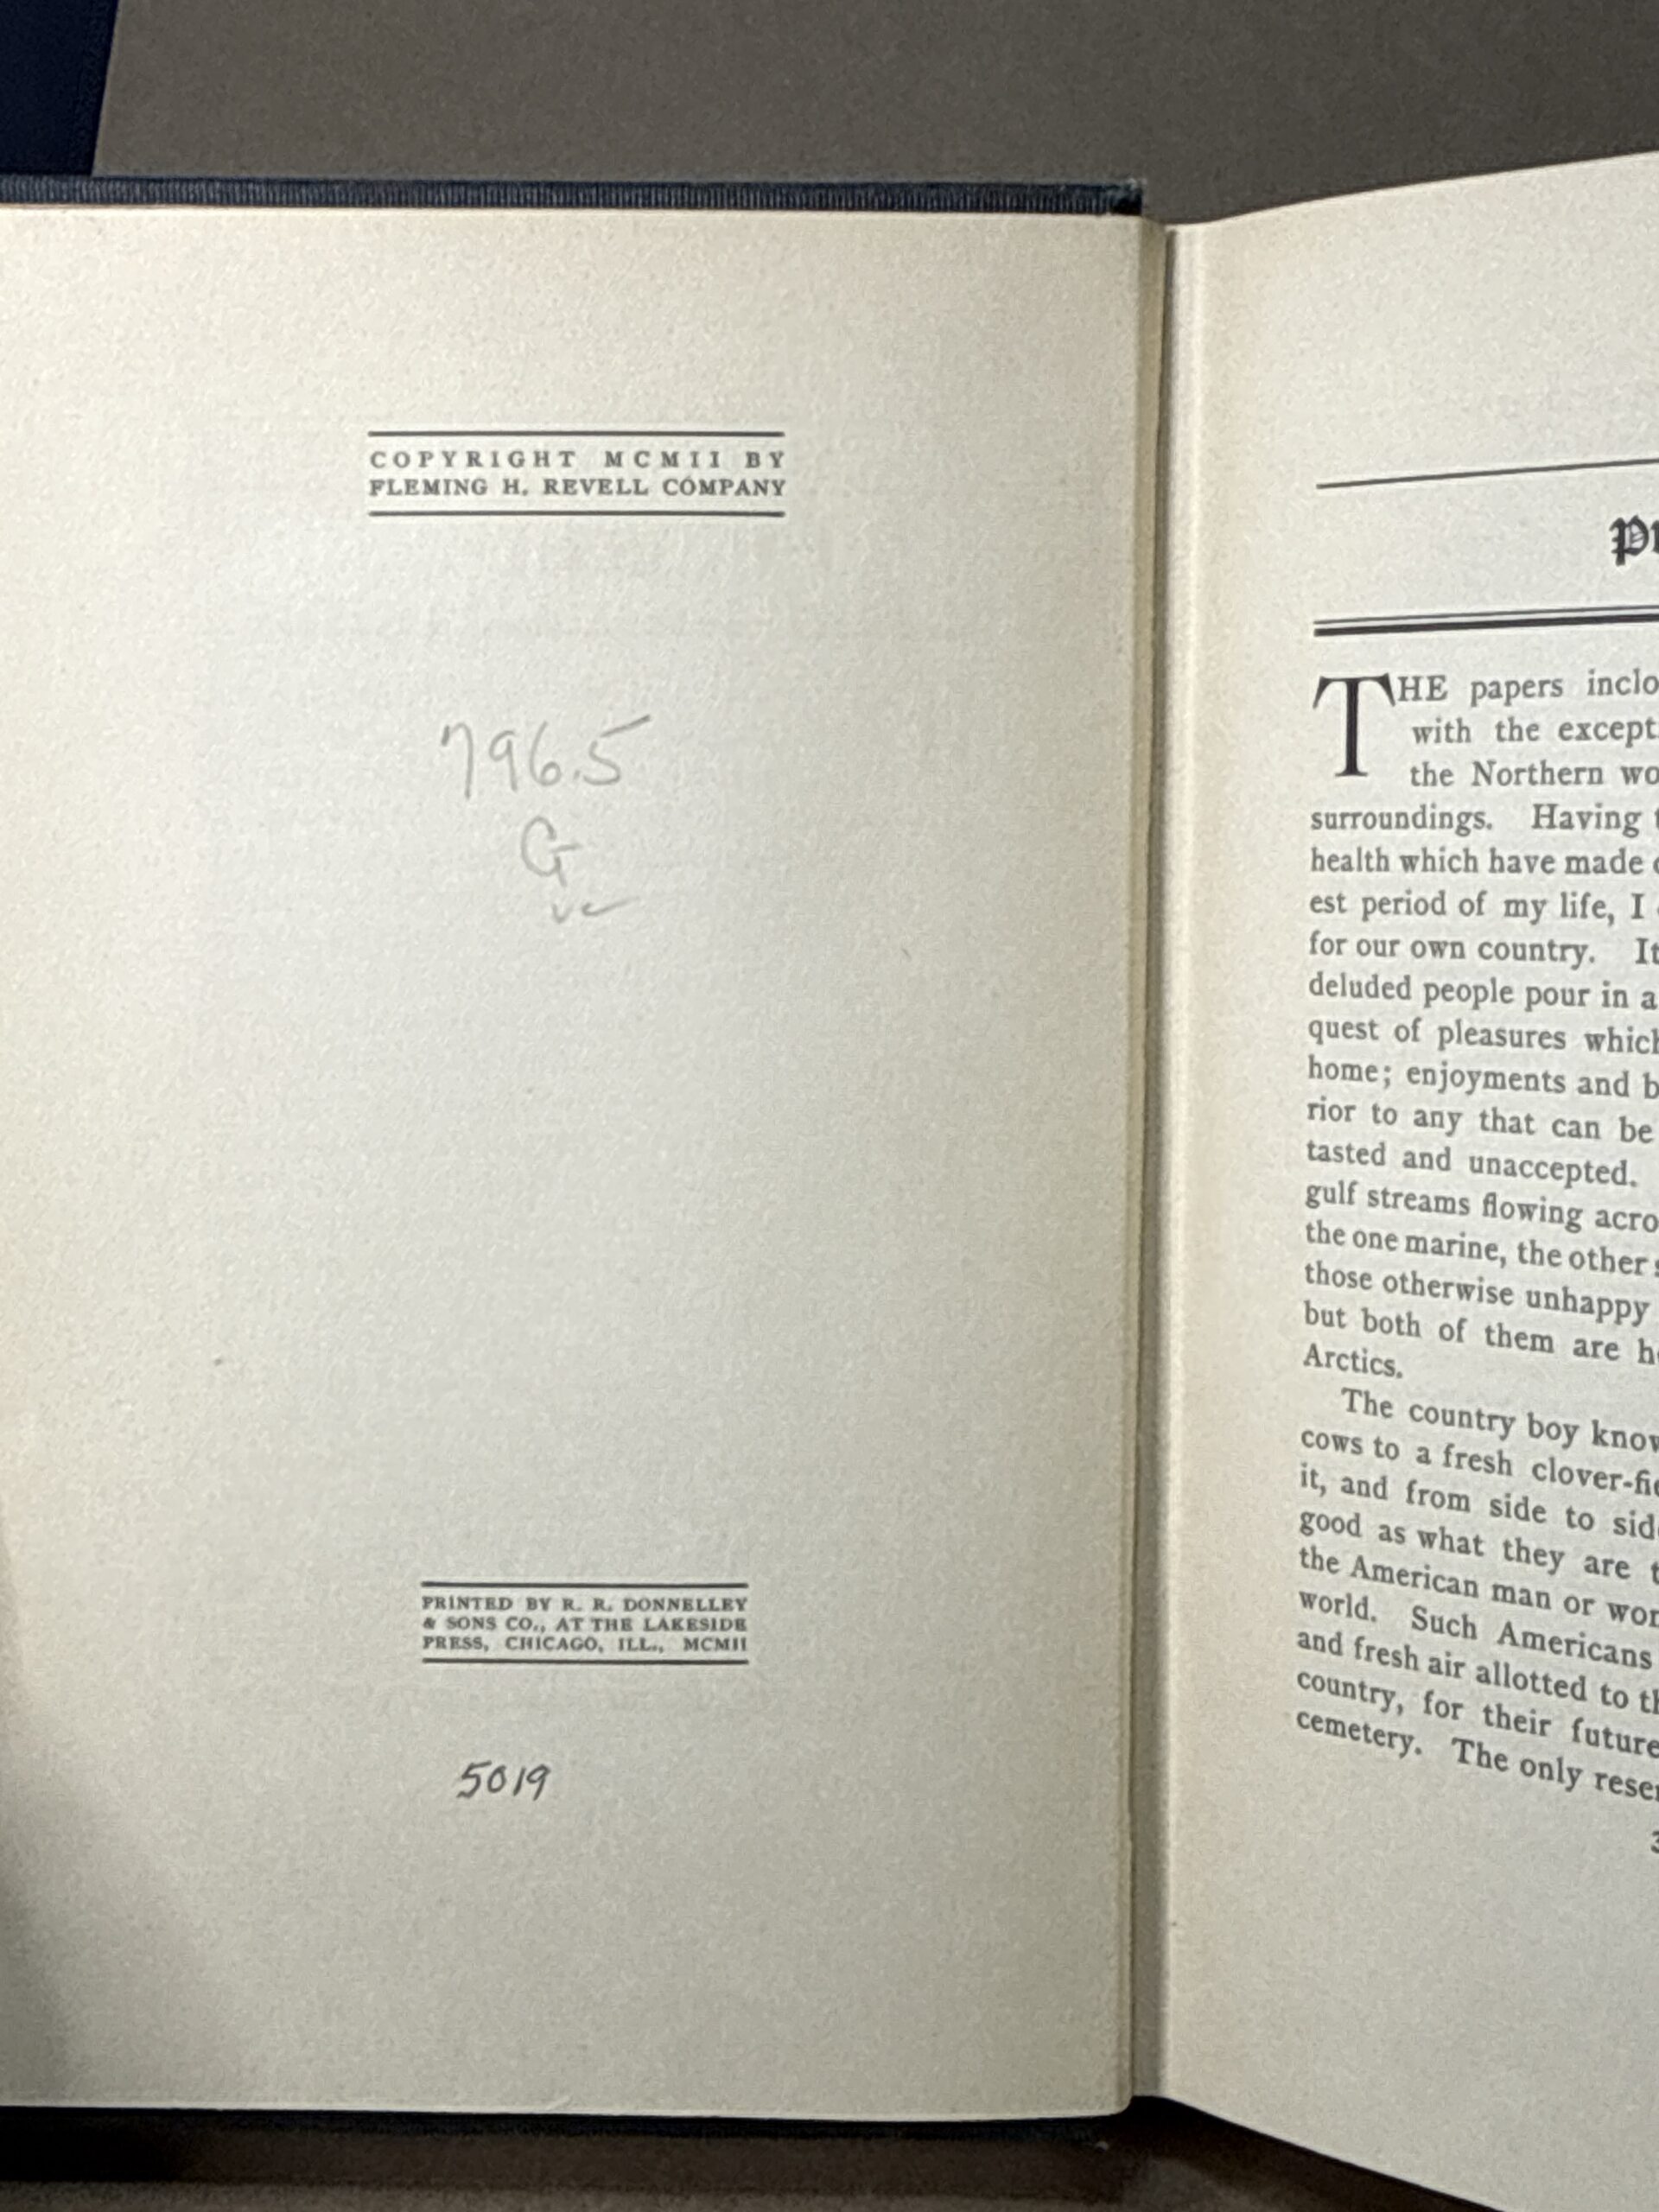 COPYRIGHT MCMII BY
FLEMING H. REVELL COMPANY
796.5
G
PRINTED BY R. R. DONNELLEY
& SONS CO., AT THE LAKESIDE
PRESS, CHICAGO, ILL., MCMII
5019
THE papers inclo
with the except
the Northern wo
surroundings. Having t
health which have made
est period of my life, I
for our own country. It
deluded people pour in a
quest of pleasures which
home; enjoyments and b
rior to any that can be
tasted and unaccepted.
gulf streams flowing acro
the one marine, the other s
those otherwise unhappy
but both of them are h
Arctics.
The country boy know
cows to a fresh clover-fie
it, and from side to sid
good as what they are t
the American man or wom
world. Such Americans
and fresh air allotted to th
country, for their future
cemetery. The only reser